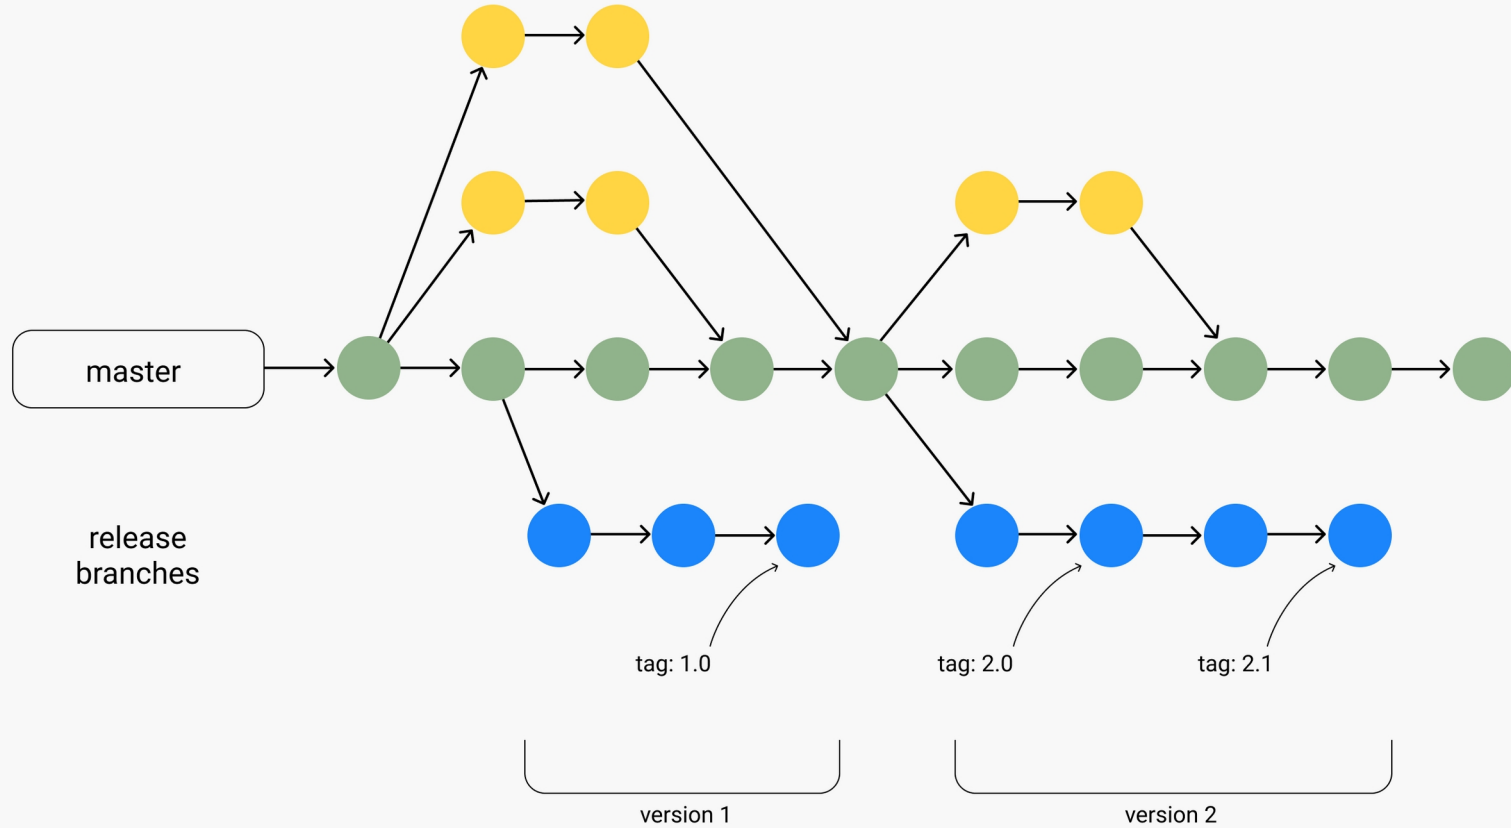 master
release
branches
tag: 1.0
tag: 2.0
tag: 2.1
version 1
version 2